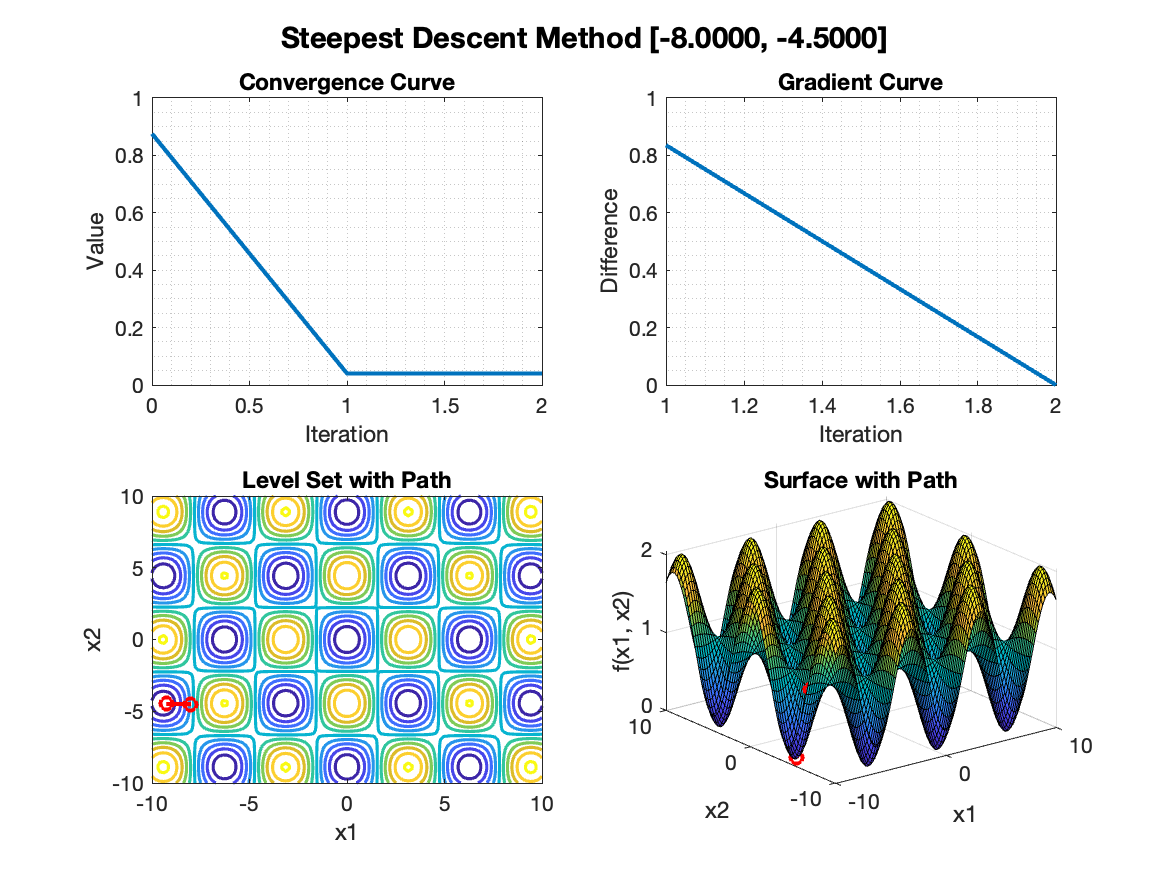 Steepest Descent Method [-8.0000, -4.5000]
Convergence Curve
1
0.8
0.6
0.4
0.2
0
Value
0 0.5 1 1.5 2
Iteration
Gradient Curve
1
0.8
0.6
0.4
0.2
0
Difference
1 1.2 1.4 1.6 1.8 2
Iteration
Level Set with Path
10
5
0
-5
-10
x2
-10 -5 0 5 10
x1
Surface with Path
2
1
0
f(x1, x2)
10
0
-10
x2
-10
0
10
x1